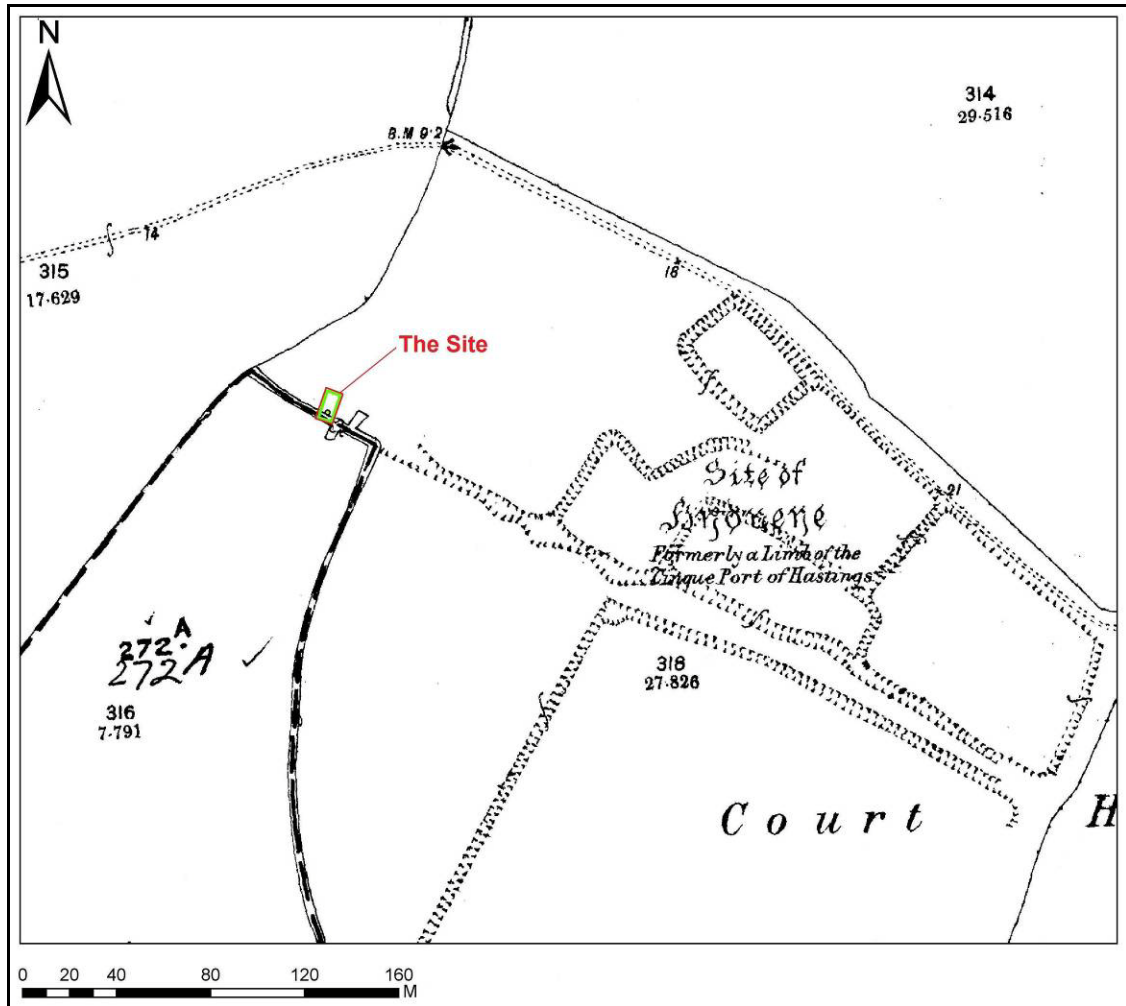 N
314
29·516
B.M 9·2
14
315
17·629
16
The Site
Site of
Formerly a Limb of the
Cinque Port of Hastings
21
272·A
272A
316
7·791
318
27·826
Court H
0 20 40 80 120 160
M